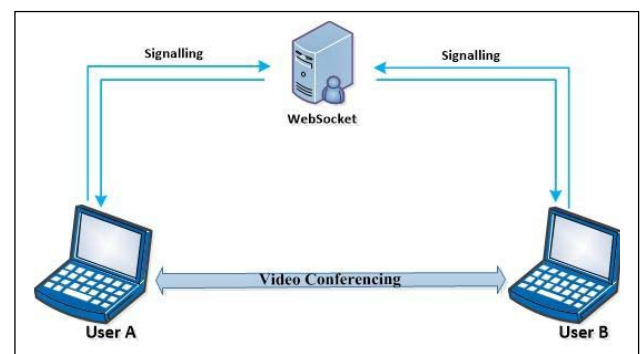 Signalling
Signalling
WebSocket
Video Conferencing
User A
User B